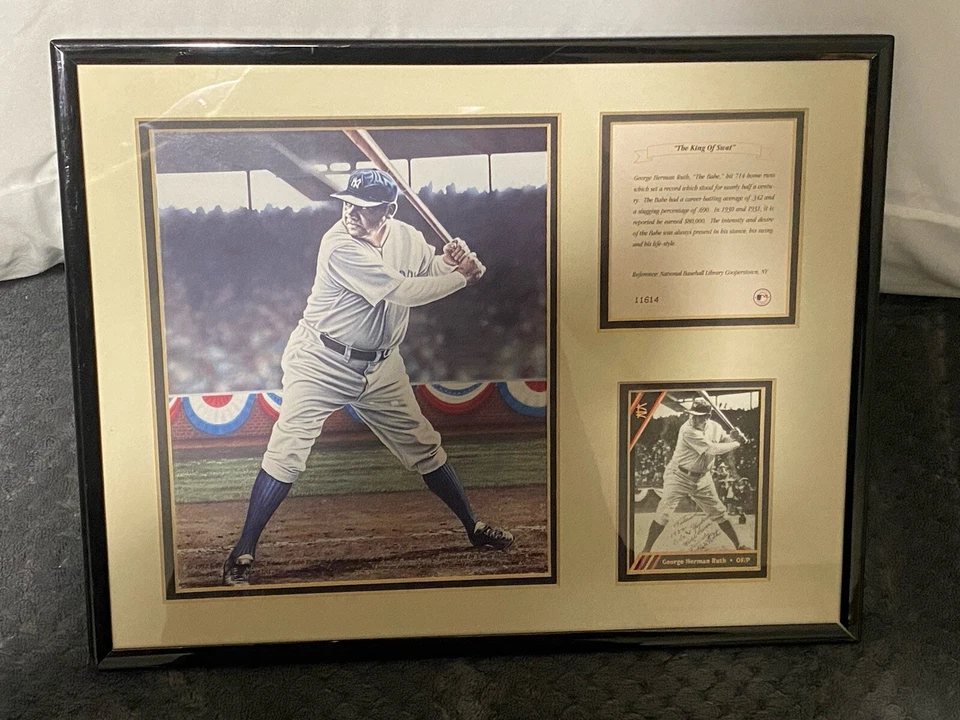 "The King Of Swat"
George Herman Ruth, "The Babe," hit 714 home runs
which set a record which stood for nearly half a centu
ry. The Babe had a career batting average of .342 and
a slugging percentage of .690. In 1930 and 1931, it is
reported he earned $80,000. The intensity and desire
of the Babe was always present in his stance, his swing
and his life style.
Reference: National Baseball Library Cooperstown, NY
11614
George Herman Ruth • OF/P